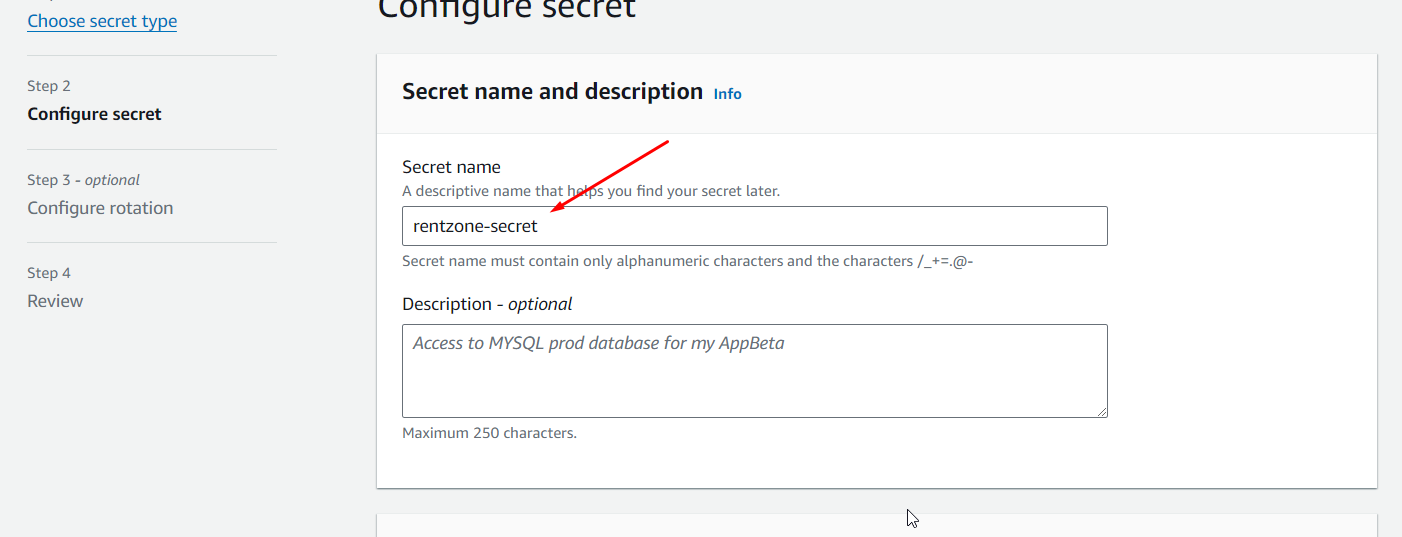 Configure secret
Choose secret type
Step 2
Configure secret
Step 3 - optional
Configure rotation
Step 4
Review
Secret name and description Info
Secret name
A descriptive name that helps you find your secret later.
rentzone-secret
Secret name must contain only alphanumeric characters and the characters /_+=.@-
Description - optional
Access to MYSQL prod database for my AppBeta
Maximum 250 characters.